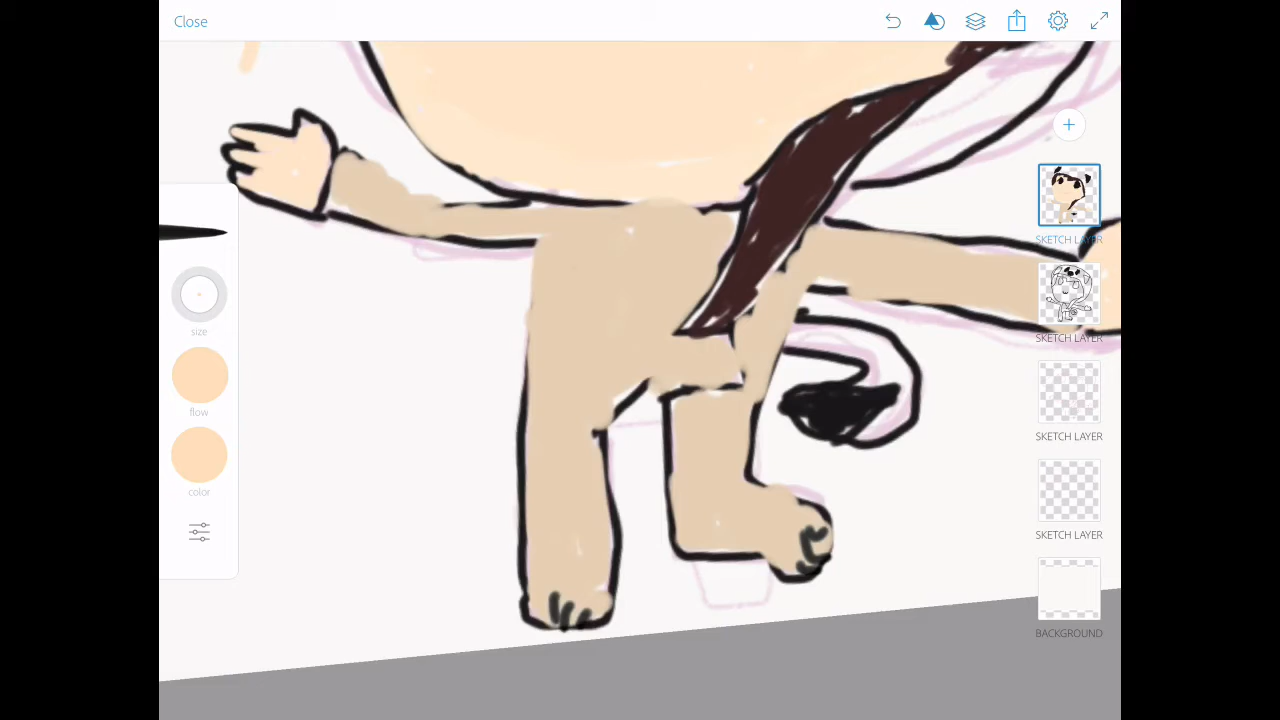 Close
size
flow
color
SKETCH LAYER
SKETCH LAYER
SKETCH LAYER
SKETCH LAYER
BACKGROUND